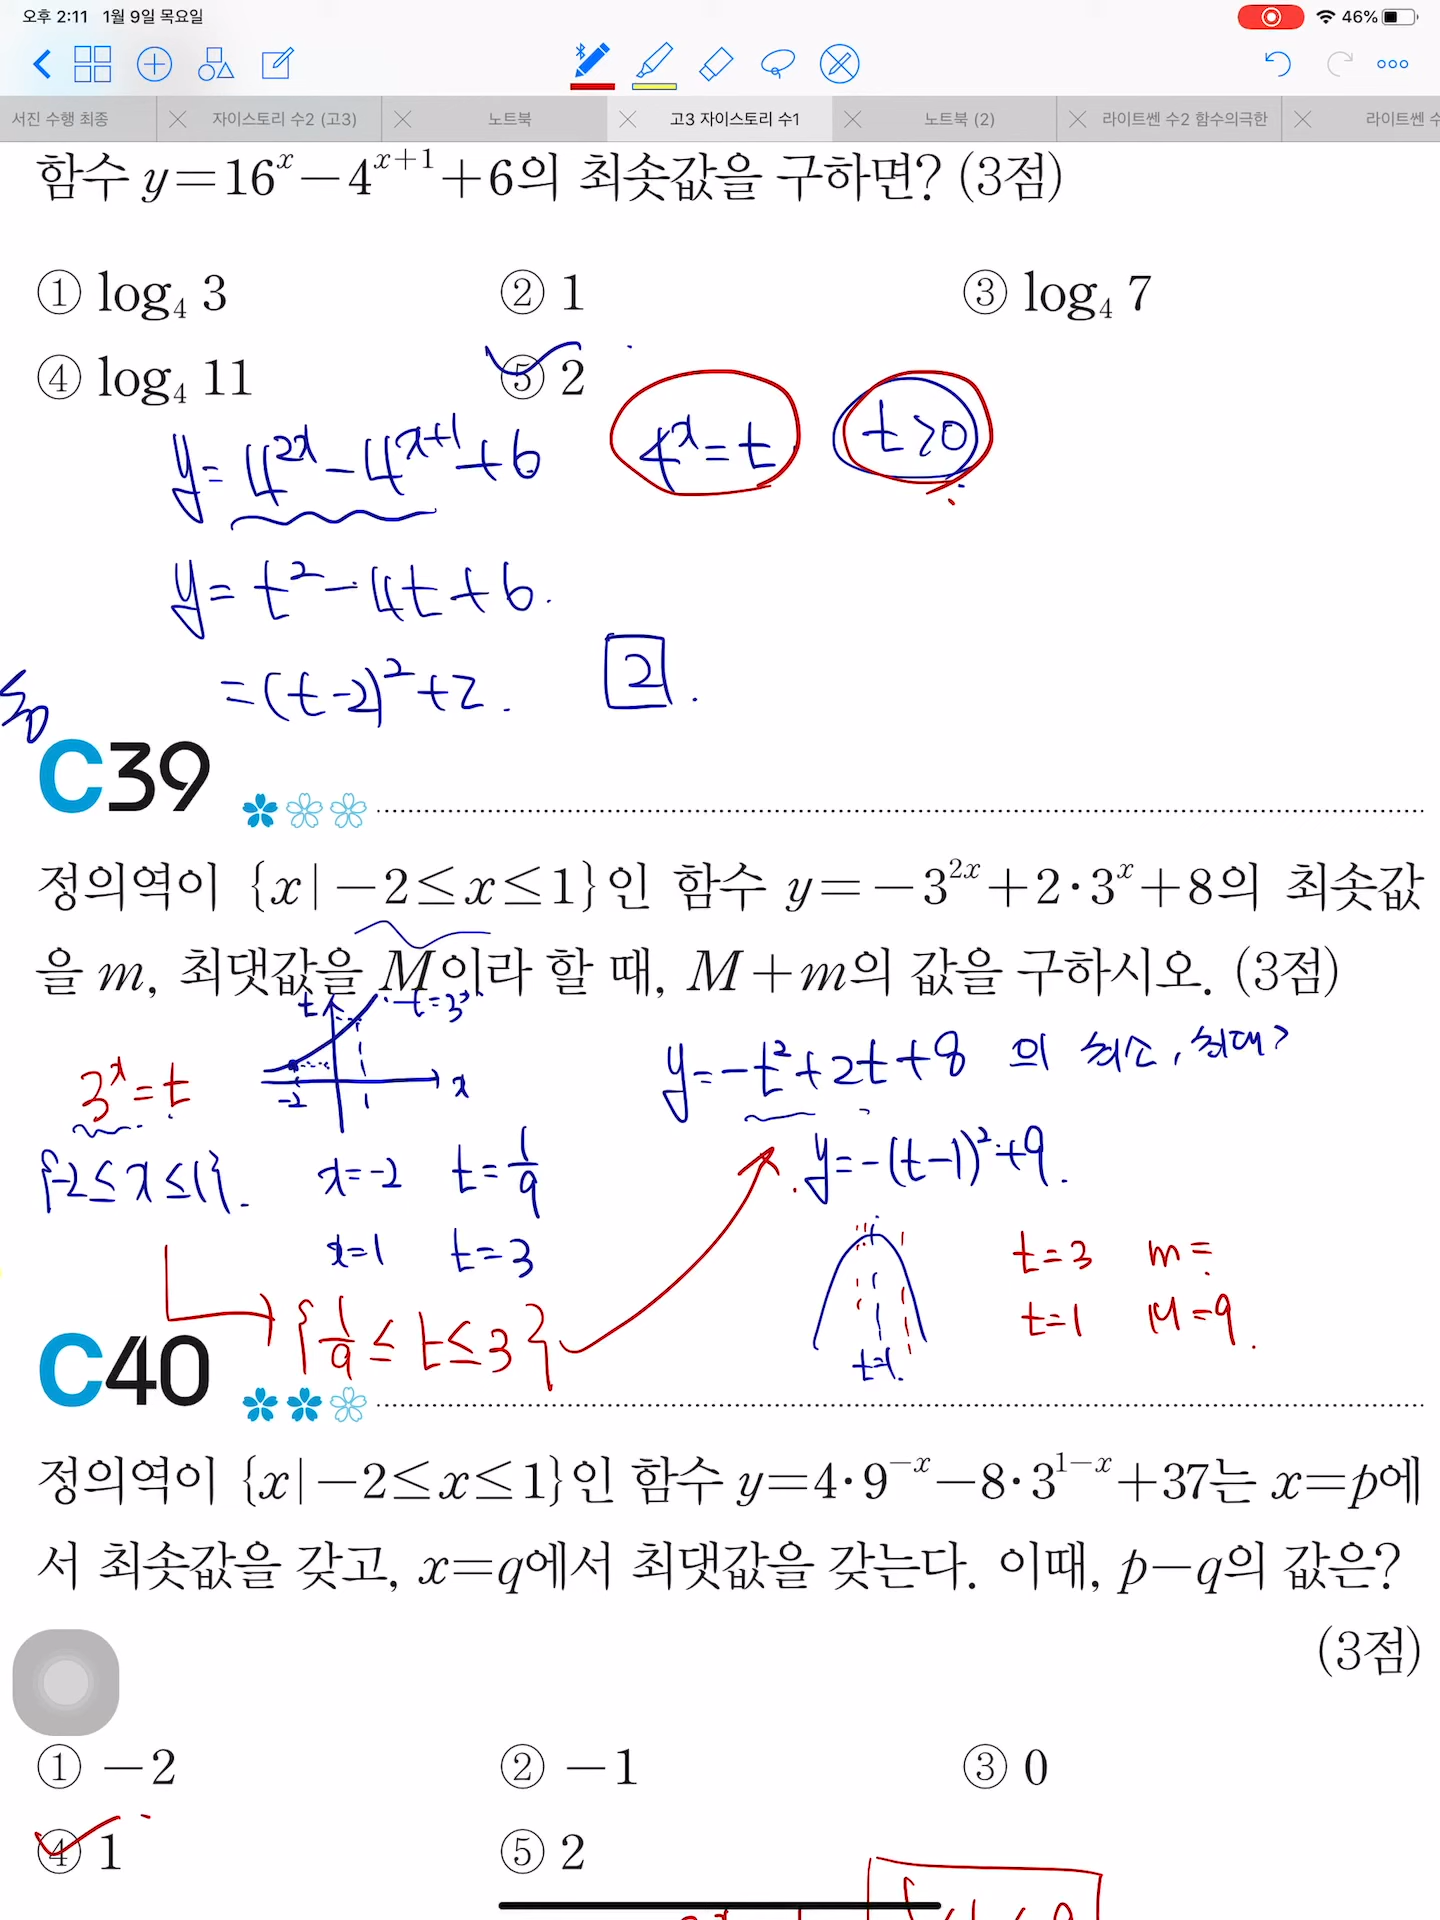 오후 2:11 1월 9일 목요일
46%
서진 수행 최종
자이스토리 수2 (고3)
노트북
고3 자이스토리 수1
노트북 (2)
라이트쎈 수2 함수의극한
라이트쎈 수
함수 y=16^x−4^{x+1}+6의 최솟값을 구하면? (3점)
① log₄ 3
② 1
③ log₄ 7
④ log₄ 11
⑤ 2
y=4^{2x}−4^{x+1}+6
4^x=t
t>0
y=t²−4t+6.
=(t−2)²+2.
2.
C39
정의역이 {x|−2≤x≤1}인 함수 y=−3^{2x}+2·3^x+8의 최솟값
을 m, 최댓값을 M이라 할 때, M+m의 값을 구하시오. (3점)
t
t=3^x
-2
1
x
3^x=t
{-2≤x≤1}.
x=-2 t=1/9
x=1 t=3
{1/9≤t≤3}
y=-t²+2t+8 의 최소, 최대?
y=-(t-1)²+9.
t=1.
t=3 m=
t=1 M=9.
C40
정의역이 {x|−2≤x≤1}인 함수 y=4·9^{−x}−8·3^{1−x}+37는 x=p에
서 최솟값을 갖고, x=q에서 최댓값을 갖는다. 이때, p−q의 값은?
(3점)
① −2
② −1
③ 0
④ 1
⑤ 2